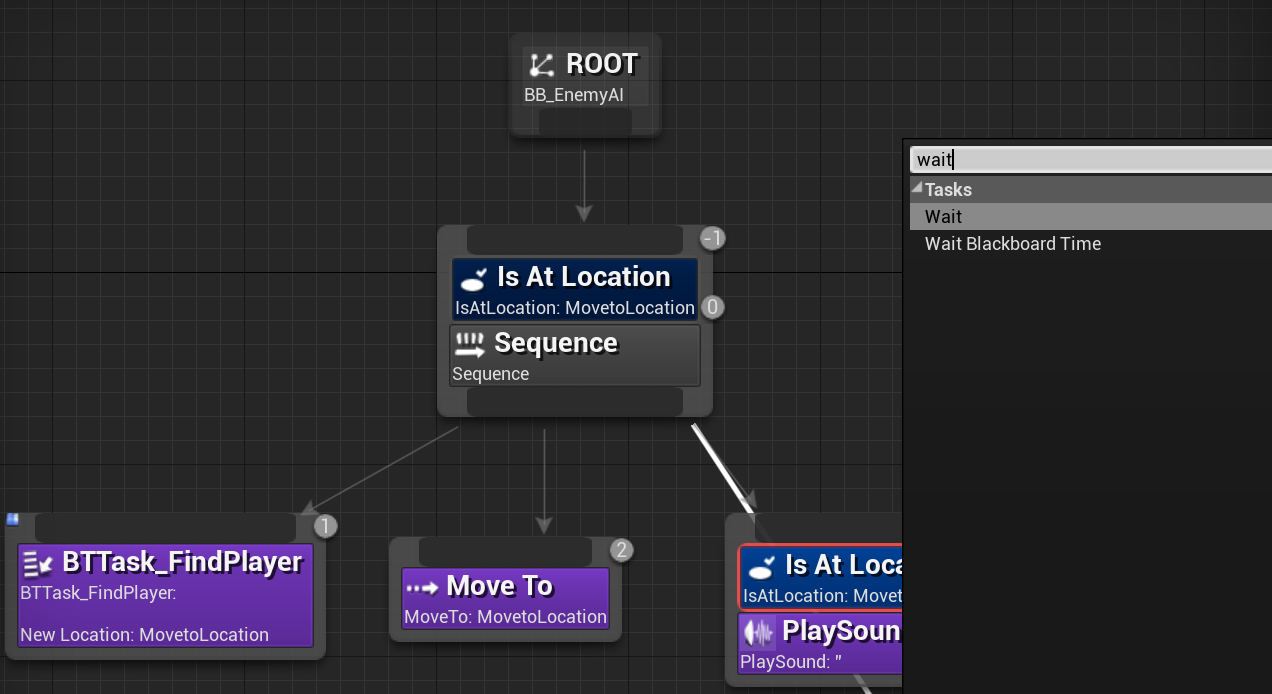 ROOT
BB_EnemyAI
wait
Tasks
Wait
Wait Blackboard Time
-1
Is At Location
IsAtLocation: MovetoLocation
0
Sequence
Sequence
1
BTTask_FindPlayer
BTTask_FindPlayer:
New Location: MovetoLocation
2
Move To
MoveTo: MovetoLocation
Is At Loca
IsAtLocation: Movet
PlaySoun
PlaySound: "